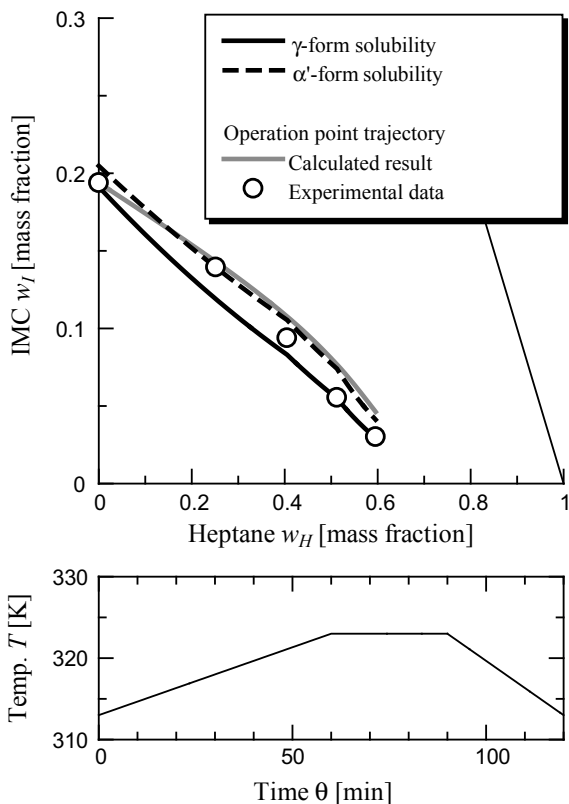 0.3
γ-form solubility
α'-form solubility
Operation point trajectory
Calculated result
Experimental data
0.2
0.1
0
IMC w_I [mass fraction]
0 0.2 0.4 0.6 0.8 1
Heptane w_H [mass fraction]
330
320
310
Temp. T [K]
0 50 100
Time θ [min]